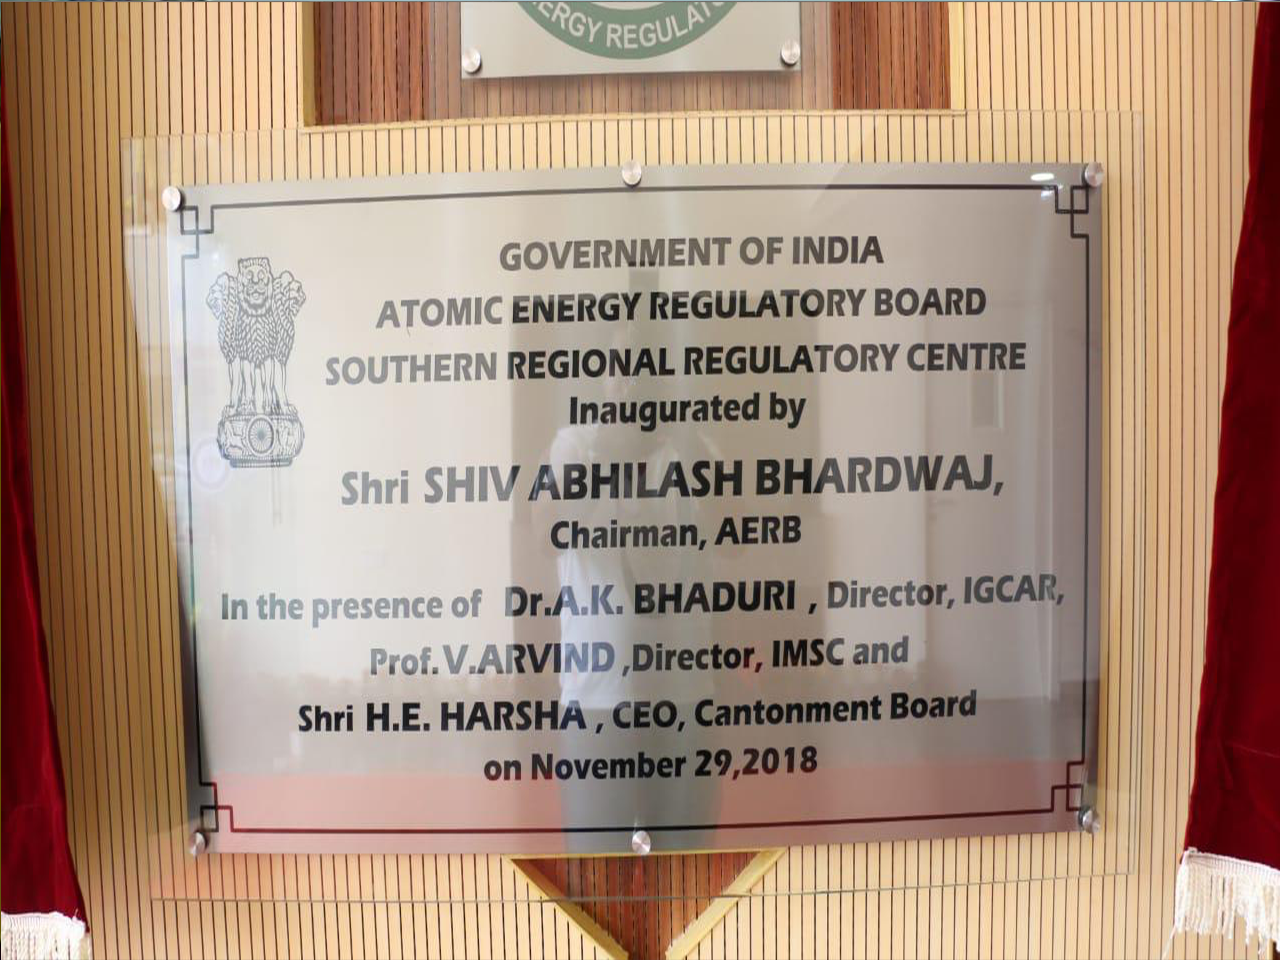 ERGY REGULATO
GOVERNMENT OF INDIA
ATOMIC ENERGY REGULATORY BOARD
SOUTHERN REGIONAL REGULATORY CENTRE
Inaugurated by
Shri SHIV ABHILASH BHARDWAJ,
Chairman, AERB
In the presence of Dr.A.K. BHADURI , Director, IGCAR,
Prof.V.ARVIND ,Director, IMSC and
Shri H.E. HARSHA , CEO, Cantonment Board
on November 29,2018